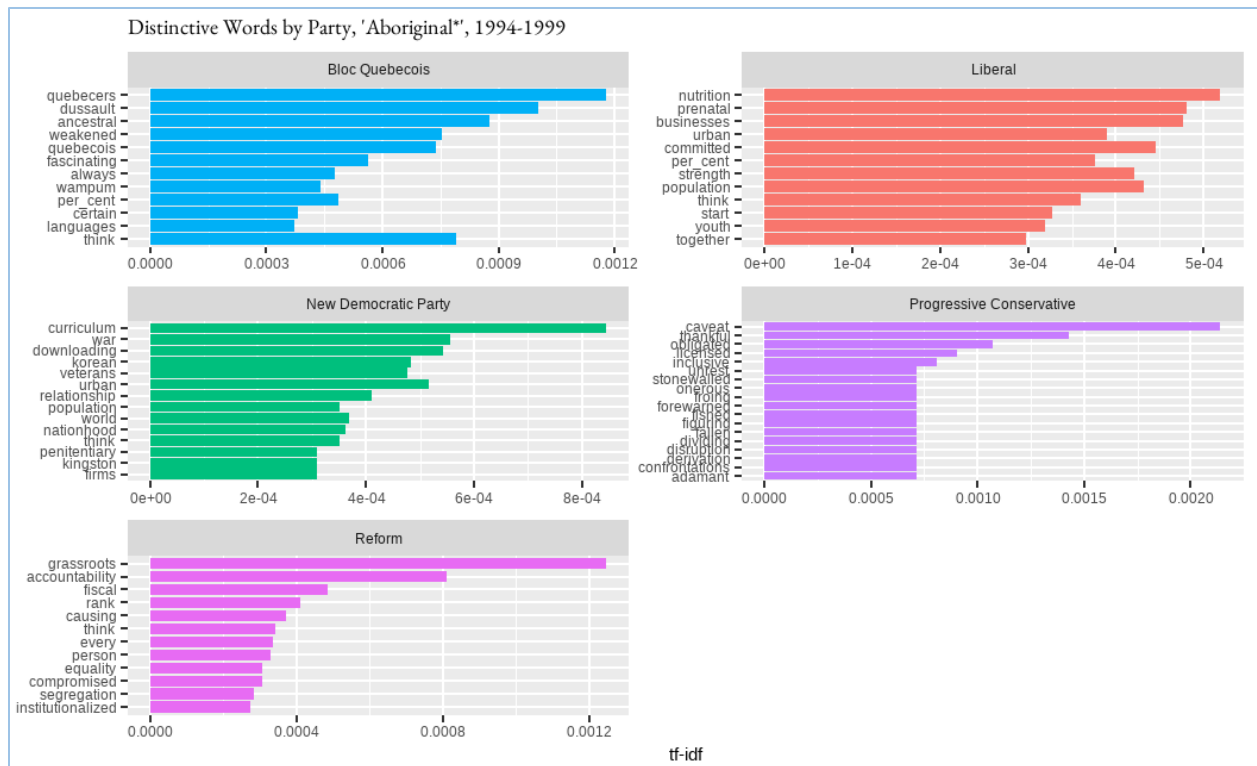 Distinctive Words by Party, 'Aboriginal*', 1994-1999
Bloc Quebecois
quebecers
dussault
ancestral
weakened
quebecois
fascinating
always
wampum
per_cent
certain
languages
think
0.0000 0.0003 0.0006 0.0009 0.0012
Liberal
nutrition
prenatal
businesses
urban
committed
per_cent
strength
population
think
start
youth
together
0e+00 1e-04 2e-04 3e-04 4e-04 5e-04
New Democratic Party
curriculum
war
downloading
korean
veterans
urban
relationship
population
world
nationhood
think
penitentiary
kingston
firms
0e+00 2e-04 4e-04 6e-04 8e-04
Progressive Conservative
caveat
thankful
obligated
licensed
inclusive
unrest
stonewalled
onerous
froing
forewarned
fished
figuring
fallen
dividing
disruption
derivation
confrontations
adamant
0.0000 0.0005 0.0010 0.0015 0.0020
Reform
grassroots
accountability
fiscal
rank
causing
think
every
person
equality
compromised
segregation
institutionalized
0.0000 0.0004 0.0008 0.0012
tf-idf